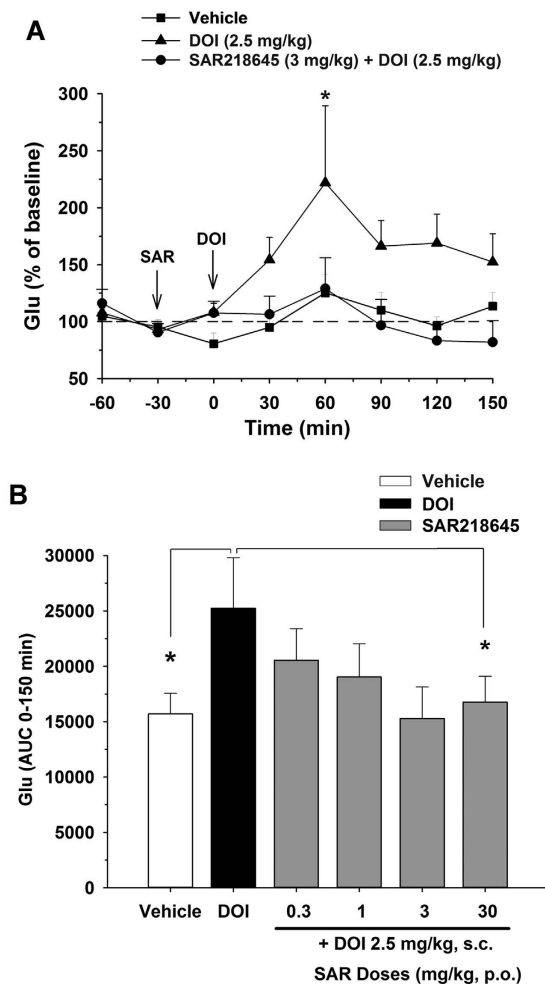 A
Vehicle
DOI (2.5 mg/kg)
SAR218645 (3 mg/kg) + DOI (2.5 mg/kg)
Glu (% of baseline)
300
250
200
150
100
50
*
SAR
DOI
-60 -30 0 30 60 90 120 150
Time (min)
B
Vehicle
DOI
SAR218645
Glu (AUC 0-150 min)
30000
25000
20000
15000
10000
5000
0
* *
Vehicle DOI 0.3 1 3 30
+ DOI 2.5 mg/kg, s.c.
SAR Doses (mg/kg, p.o.)